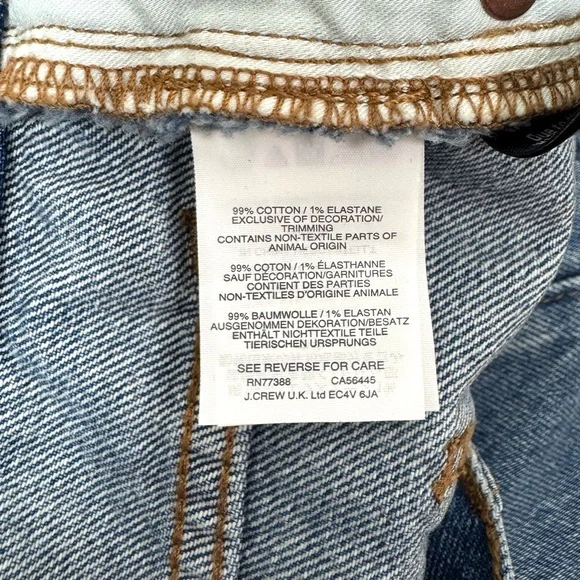 99% COTTON / 1% ELASTANE
EXCLUSIVE OF DECORATION/
TRIMMING
CONTAINS NON-TEXTILE PARTS OF
ANIMAL ORIGIN
99% COTON / 1% ÉLASTHANNE
SAUF DÉCORATION/GARNITURES
CONTIENT DES PARTIES
NON-TEXTILES D'ORIGINE ANIMALE
99% BAUMWOLLE / 1% ELASTAN
AUSGENOMMEN DEKORATION/BESATZ
ENTHÄLT NICHTTEXTILE TEILE
TIERISCHEN URSPRUNGS
SEE REVERSE FOR CARE
RN77388 CA56445
J.CREW U.K. Ltd EC4V 6JA